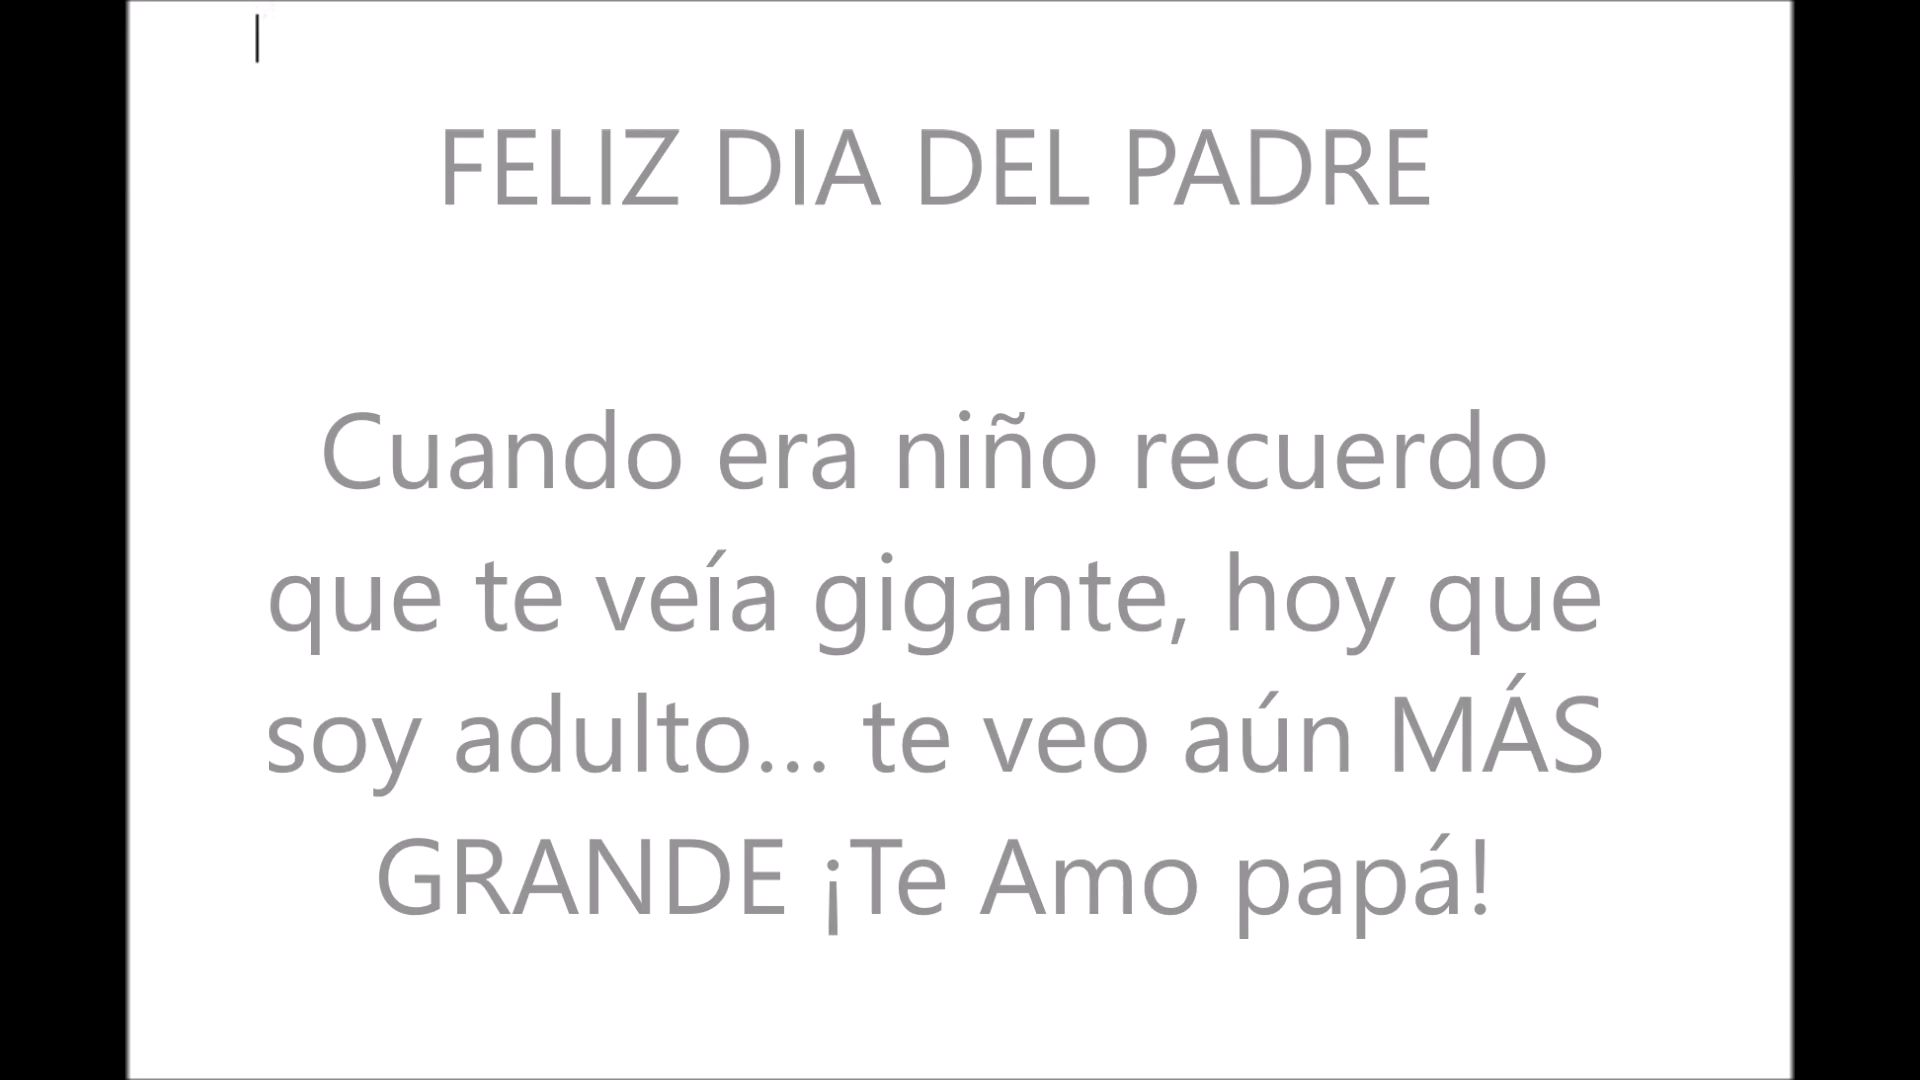 FELIZ DIA DEL PADRE
Cuando era niño recuerdo
que te veía gigante, hoy que
soy adulto... te veo aún MÁS
GRANDE ¡Te Amo papá!